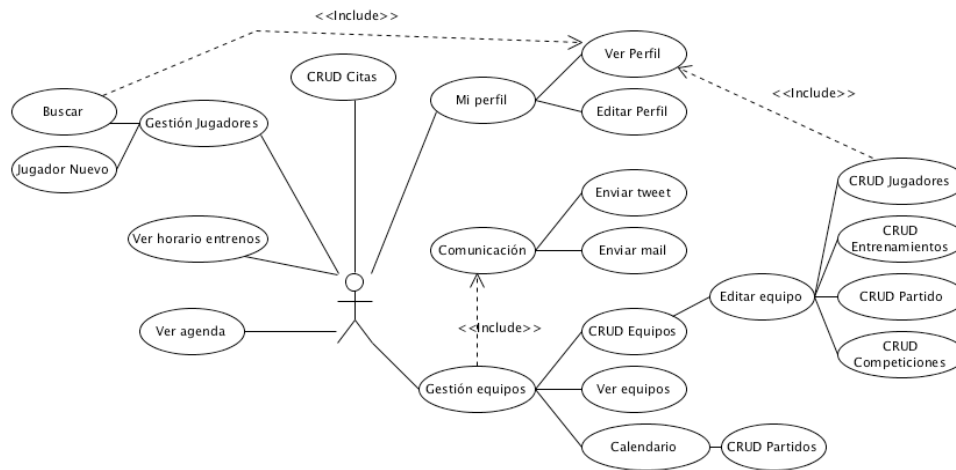 <<Include>>
Ver Perfil
CRUD Citas
<<Include>>
Mi perfil
Buscar
Editar Perfil
Gestión Jugadores
Jugador Nuevo
CRUD Jugadores
Enviar tweet
Ver horario entrenos
Comunicación
Enviar mail
CRUD
Entrenamientos
Editar equipo
CRUD Partido
Ver agenda
<<Include>>
CRUD Equipos
CRUD
Competiciones
Gestión equipos
Ver equipos
Calendario
CRUD Partidos